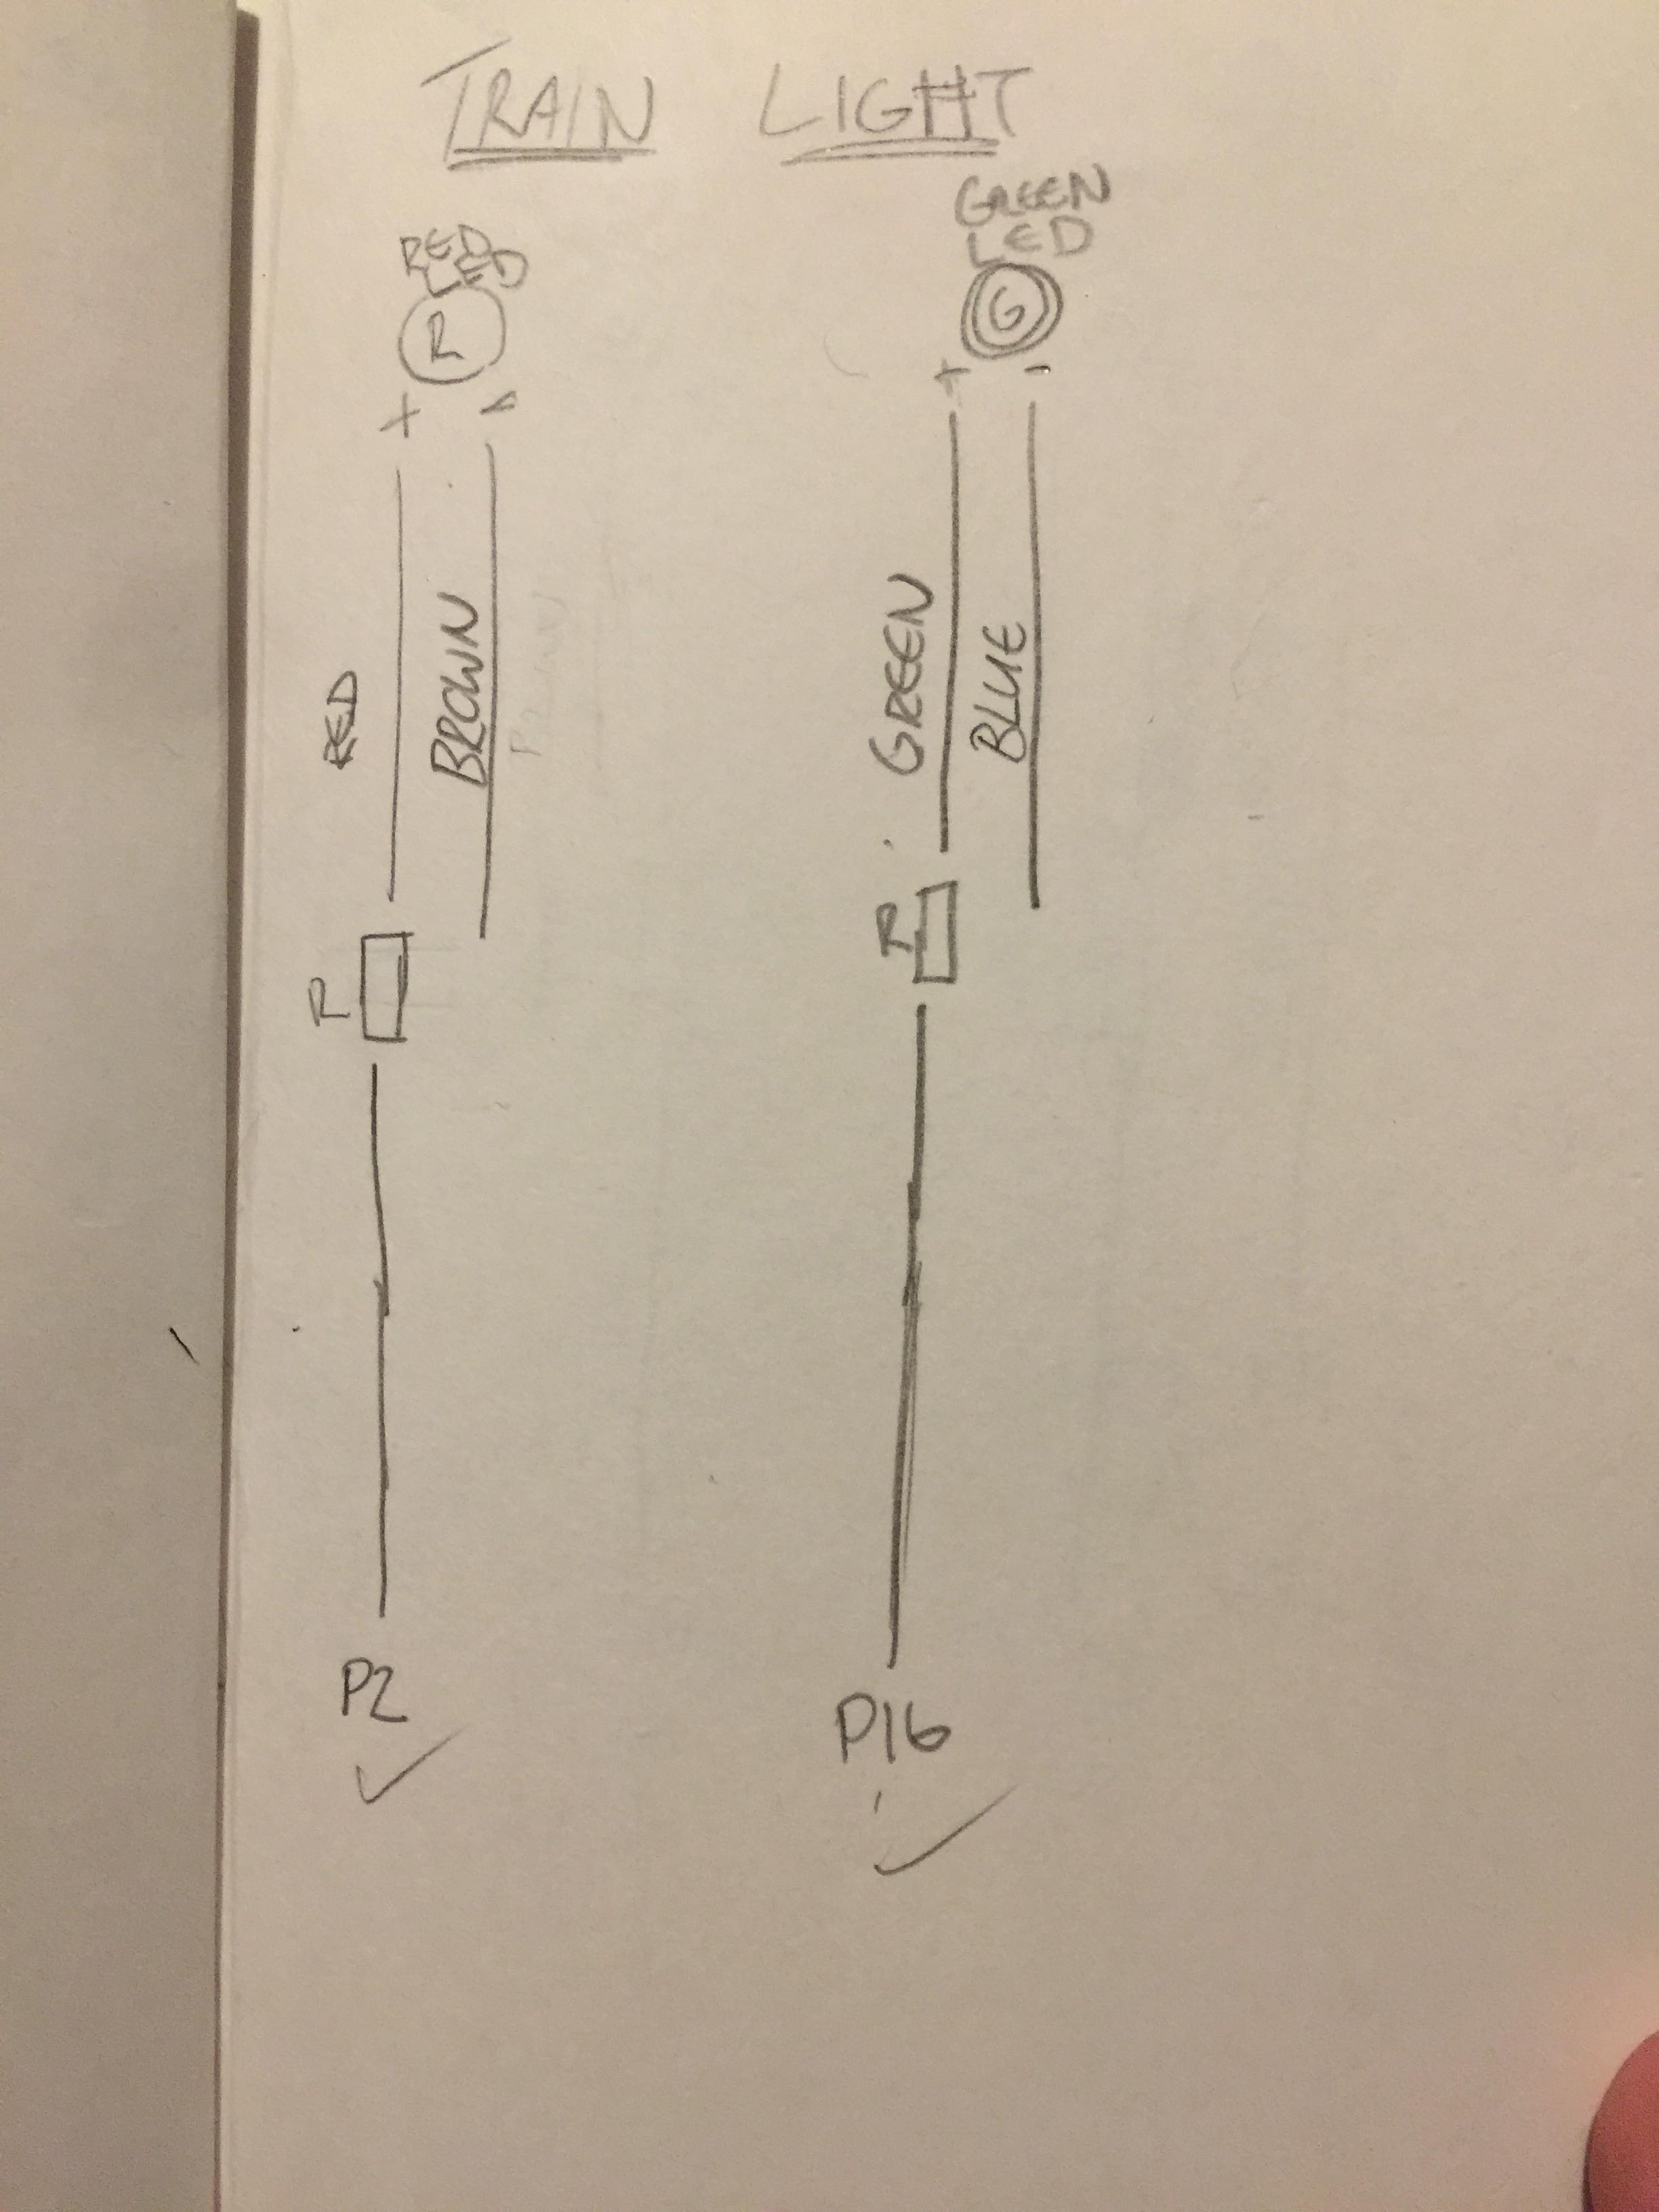 TRAIN LIGHT
GREEN
LED
RED
LED
R
G
+ -
+ -
RED
BROWN
GREEN
BLUE
R
R
P2
P16